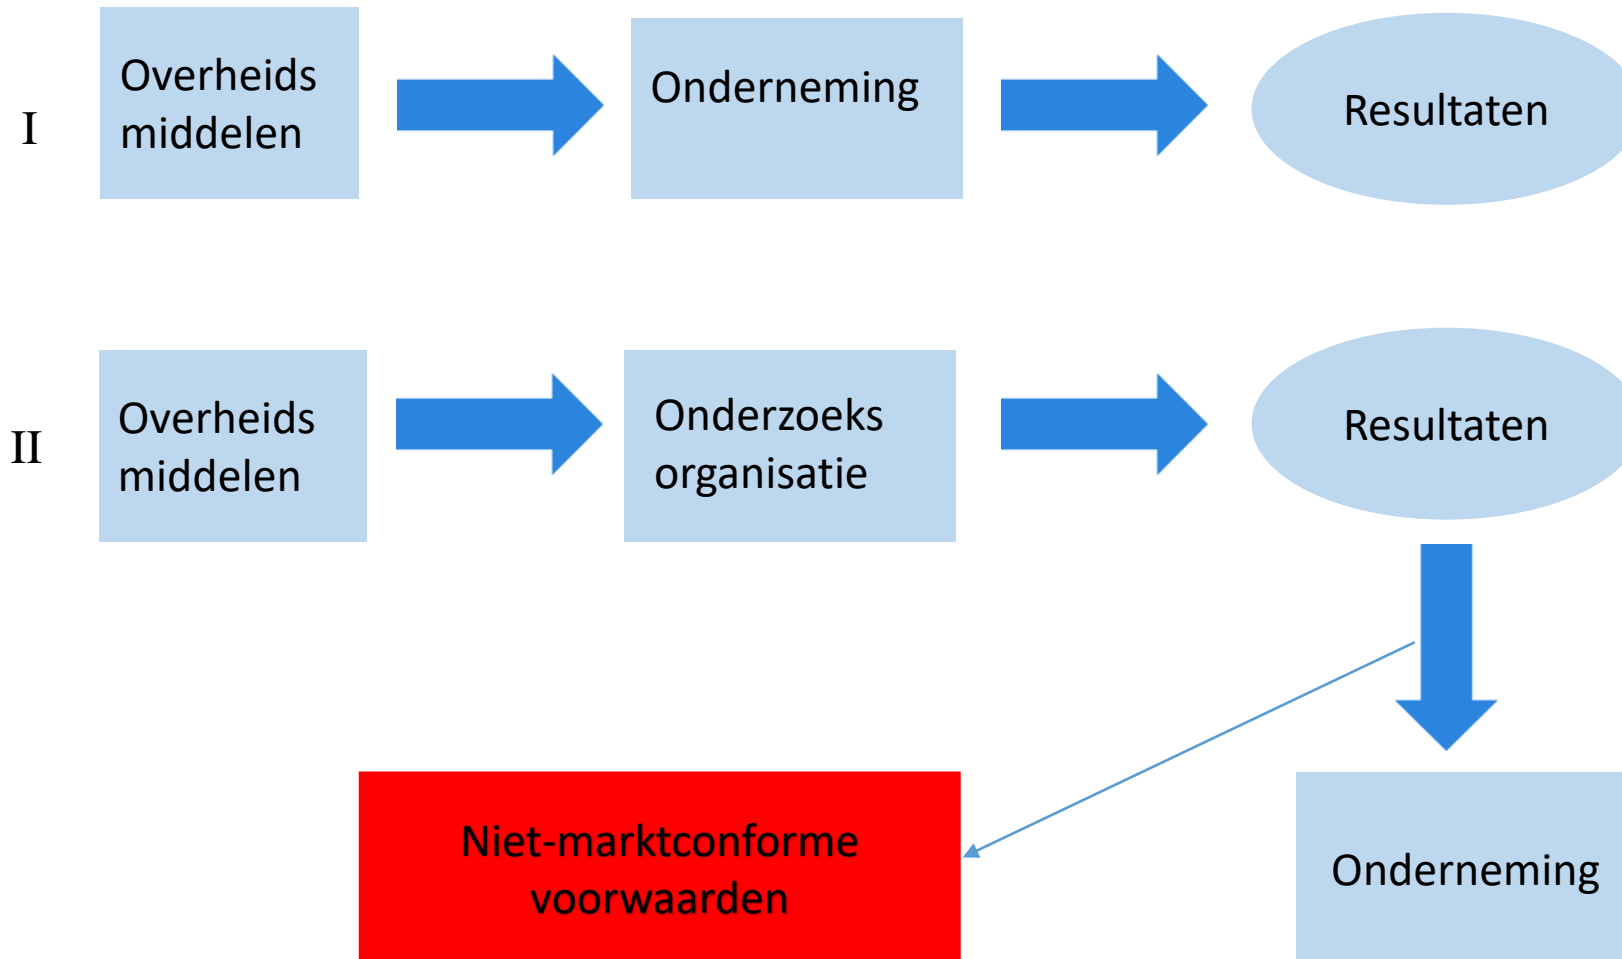 I
Overheids
middelen
Onderneming
Resultaten
II
Overheids
middelen
Onderzoeks
organisatie
Resultaten
Niet-marktconforme
voorwaarden
Onderneming